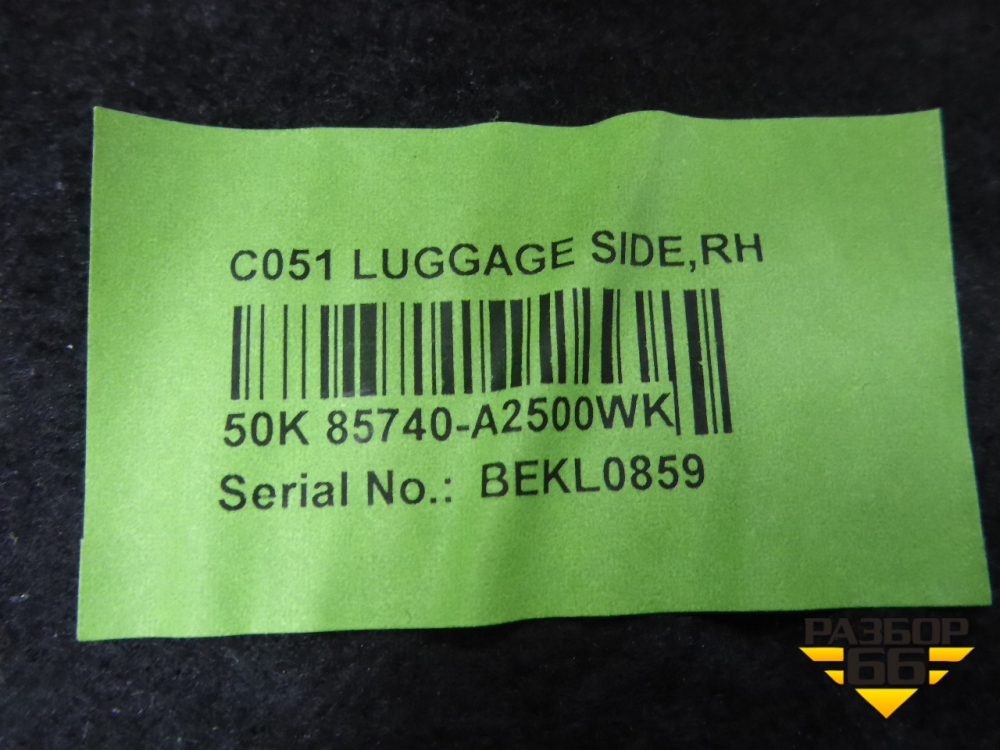 C051 LUGGAGE SIDE,RH
50K 85740-A2500WK
Serial No.: BEKL0859
РАЗБОР
66